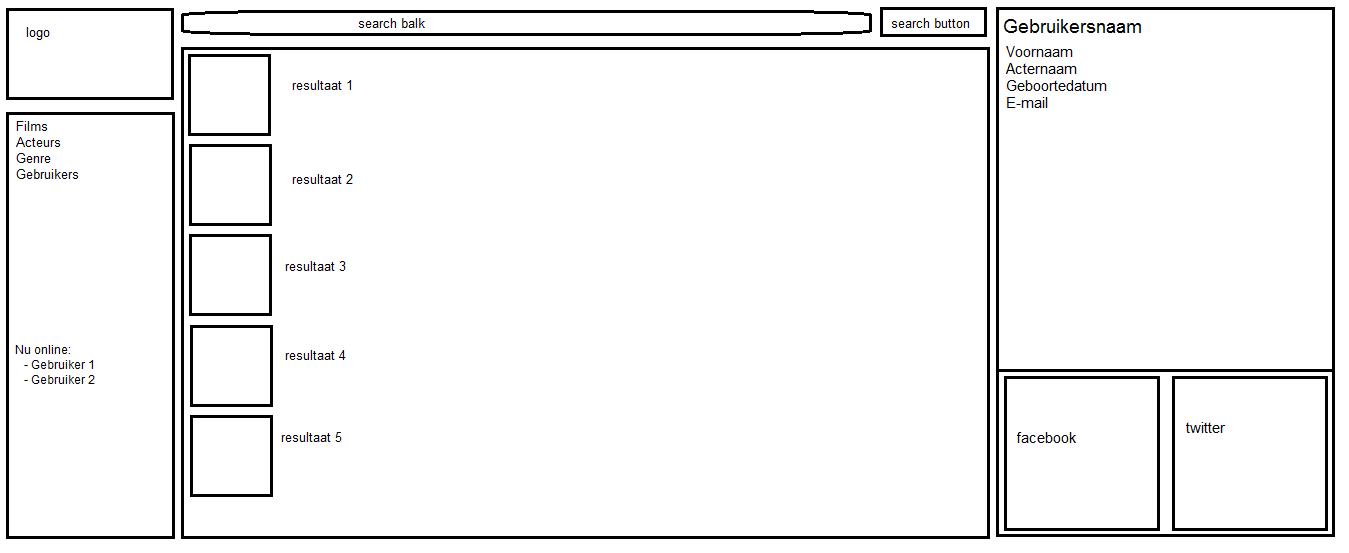 logo
search balk
search button
Films
Acteurs
Genre
Gebruikers
Nu online:
- Gebruiker 1
- Gebruiker 2
resultaat 1
resultaat 2
resultaat 3
resultaat 4
resultaat 5
Gebruikersnaam
Voornaam
Acternaam
Geboortedatum
E-mail
facebook
twitter